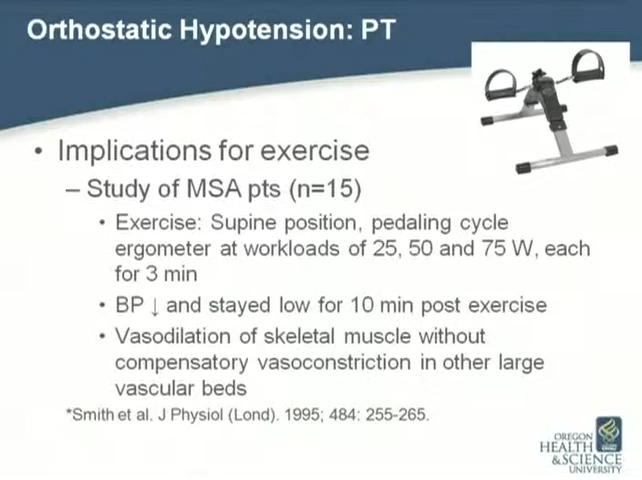 Orthostatic Hypotension: PT
• Implications for exercise
– Study of MSA pts (n=15)
• Exercise: Supine position, pedaling cycle
ergometer at workloads of 25, 50 and 75 W, each
for 3 min
• BP ↓ and stayed low for 10 min post exercise
• Vasodilation of skeletal muscle without
compensatory vasoconstriction in other large
vascular beds
*Smith et al. J Physiol (Lond). 1995; 484: 255-265.
OREGON
HEALTH
&SCIENCE
UNIVERSITY